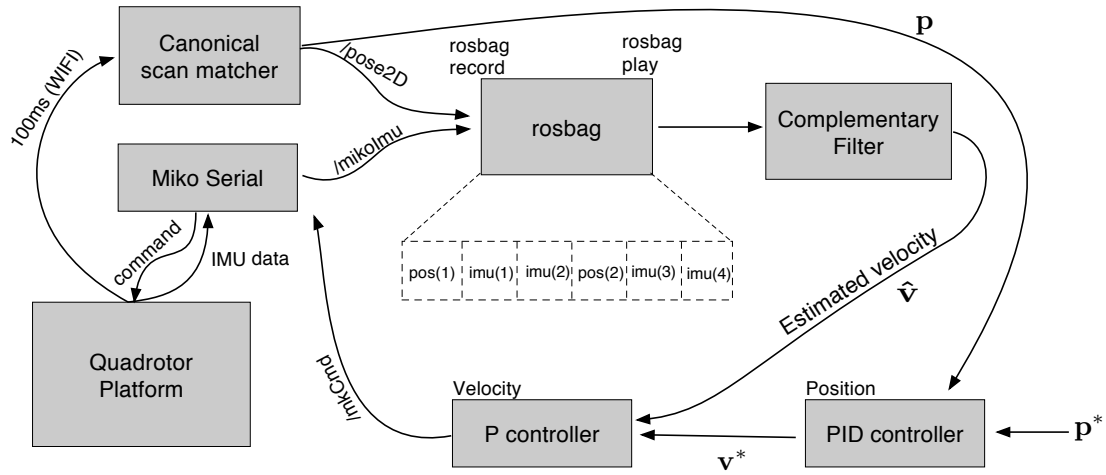 Canonical
scan matcher
p
/pose2D
rosbag
record
rosbag
play
rosbag
Complementary
Filter
100ms (WIFI)
/mikoImu
Miko Serial
command
IMU data
pos(1) imu(1) imu(2) pos(2) imu(3) imu(4)
Estimated velocity
v̂
Quadrotor
Platform
/mkCmd
Velocity
P controller
v*
Position
PID controller
p*